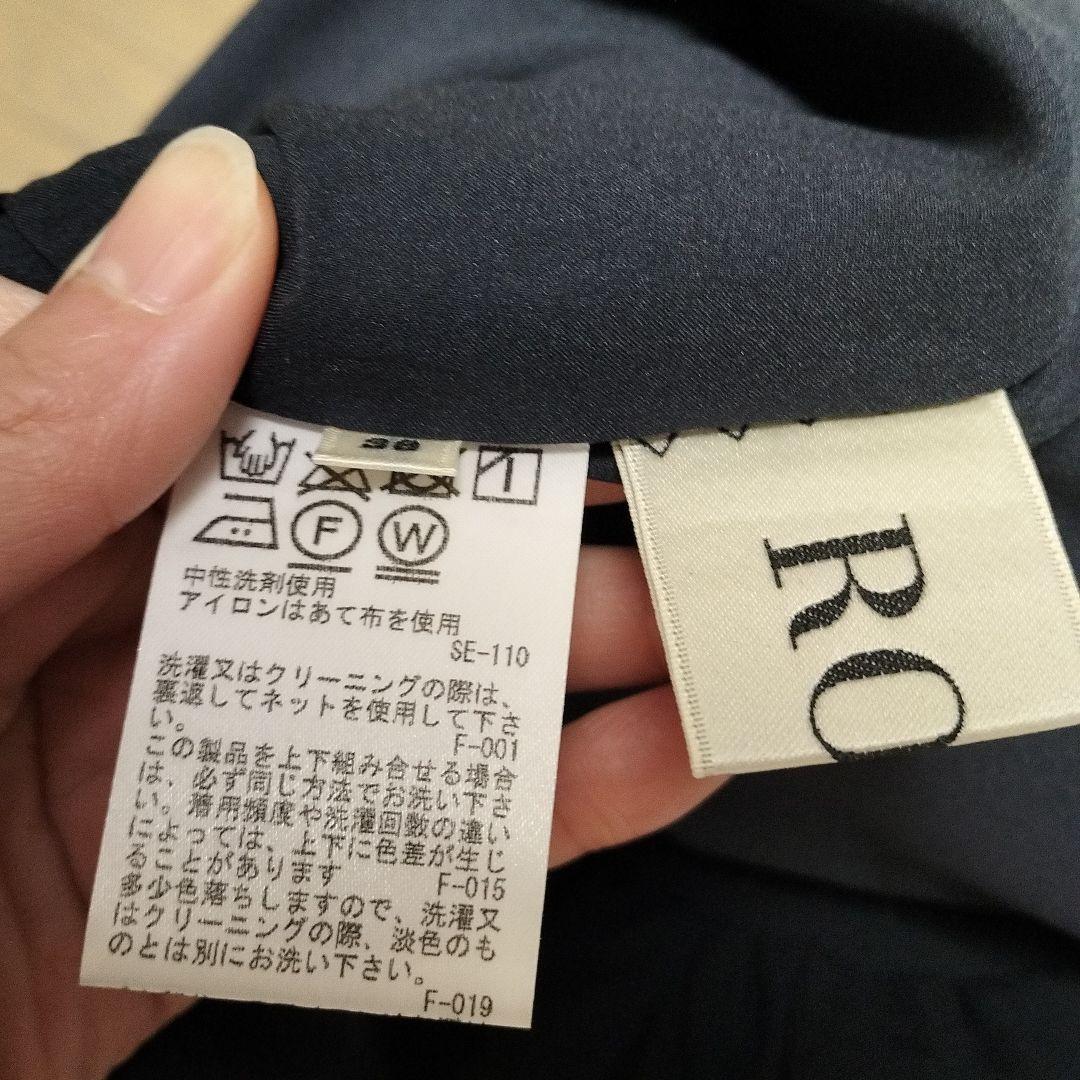 38
F
W
中性洗剤使用
アイロンはあて布を使用
SE-110
洗濯又はクリーニングの際は、
裏返してネットを使用して下さ
い。
F-001
この製品を上下組み合せる場合
は、必ず同じ方法でお洗い下さ
い。着用頻度や洗濯回数の違い
によっては、上下に色差が生じ
ることがあります
F-015
多少色落ちしますので、洗濯又
はクリーニングの際、淡色のも
のとは別にお洗い下さい。
F-019
RO